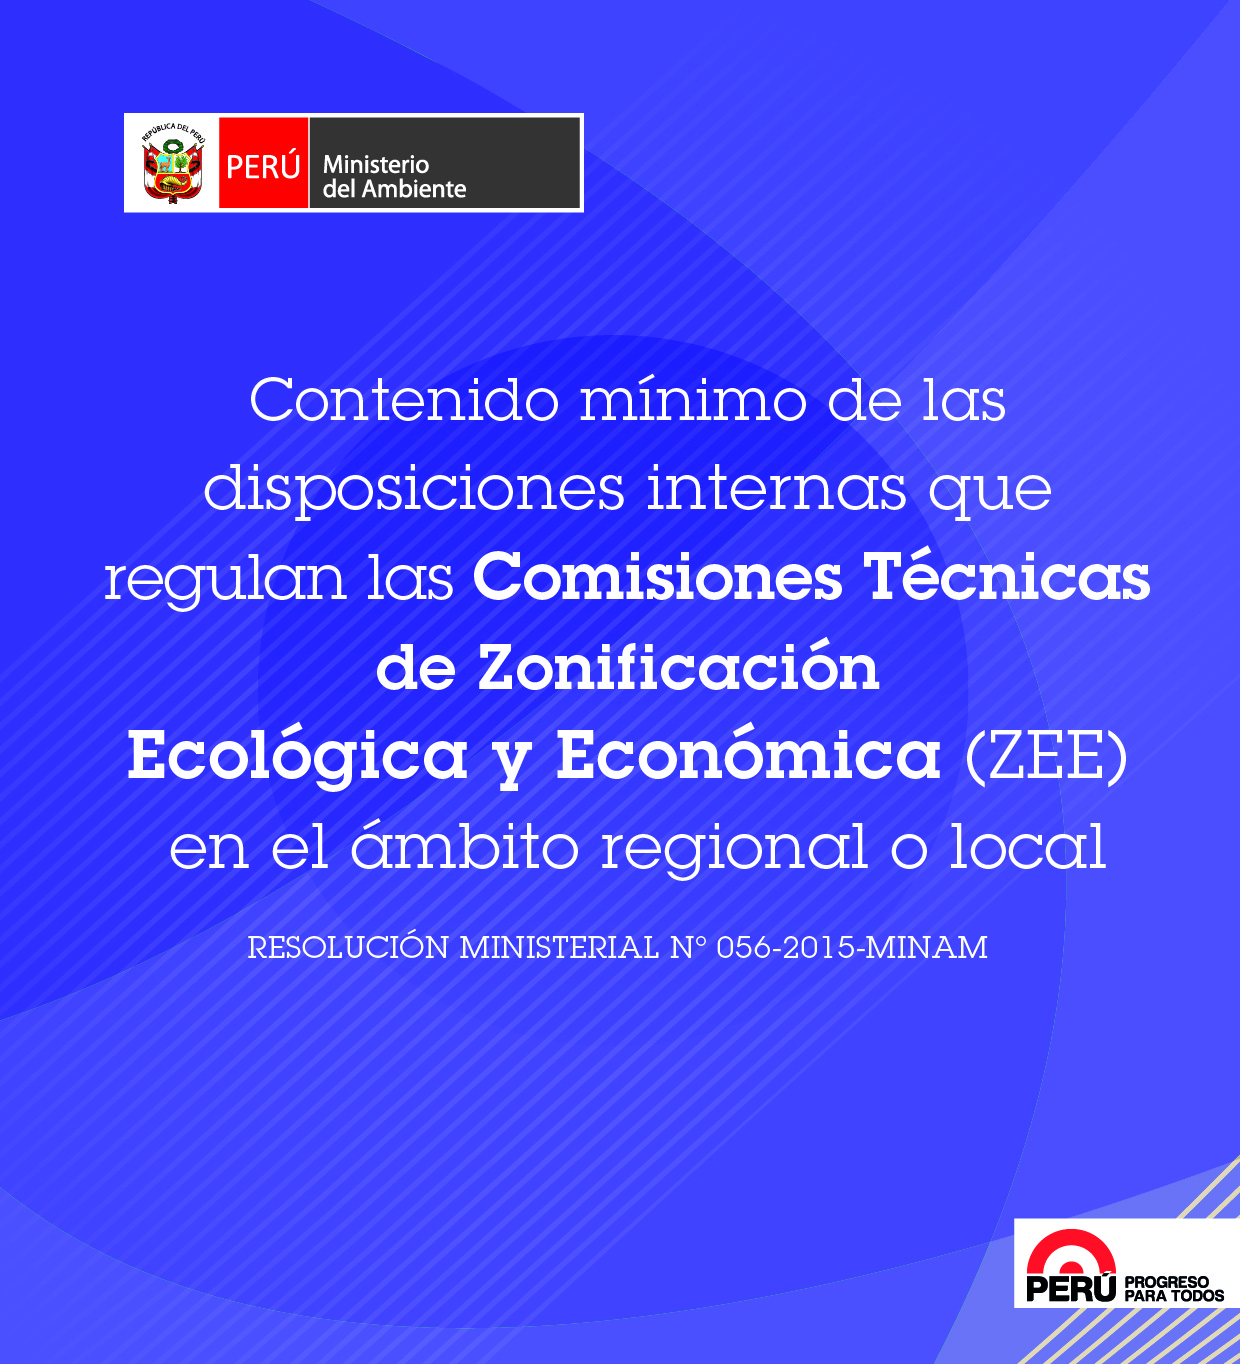 REPÚBLICA DEL PERÚ
PERÚ
Ministerio
del Ambiente
Contenido mínimo de las
disposiciones internas que
regulan las Comisiones Técnicas
de Zonificación
Ecológica y Económica (ZEE)
en el ámbito regional o local
RESOLUCIÓN MINISTERIAL Nº 056-2015-MINAM
PERÚ
PROGRESO
PARA TODOS